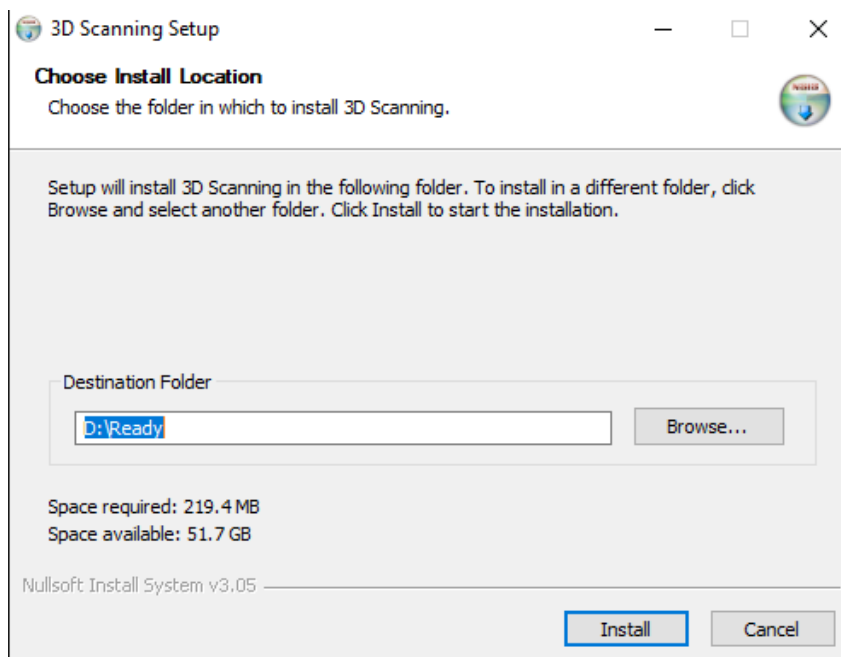 3D Scanning Setup
Choose Install Location
Choose the folder in which to install 3D Scanning.
Setup will install 3D Scanning in the following folder. To install in a different folder, click
Browse and select another folder. Click Install to start the installation.
Destination Folder
D:\Ready
Browse...
Space required: 219.4 MB
Space available: 51.7 GB
Nullsoft Install System v3.05
Install
Cancel